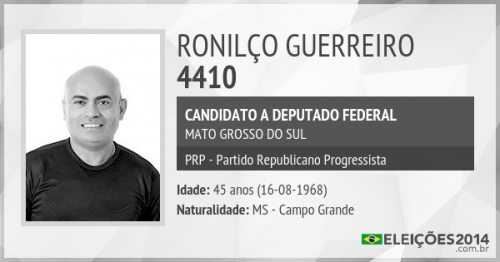 RONILÇO GUERREIRO
4410
CANDIDATO A DEPUTADO FEDERAL
MATO GROSSO DO SUL
PRP - Partido Republicano Progressista
Idade: 45 anos (16-08-1968)
Naturalidade: MS - Campo Grande
ELEIÇÕES2014
.com.br